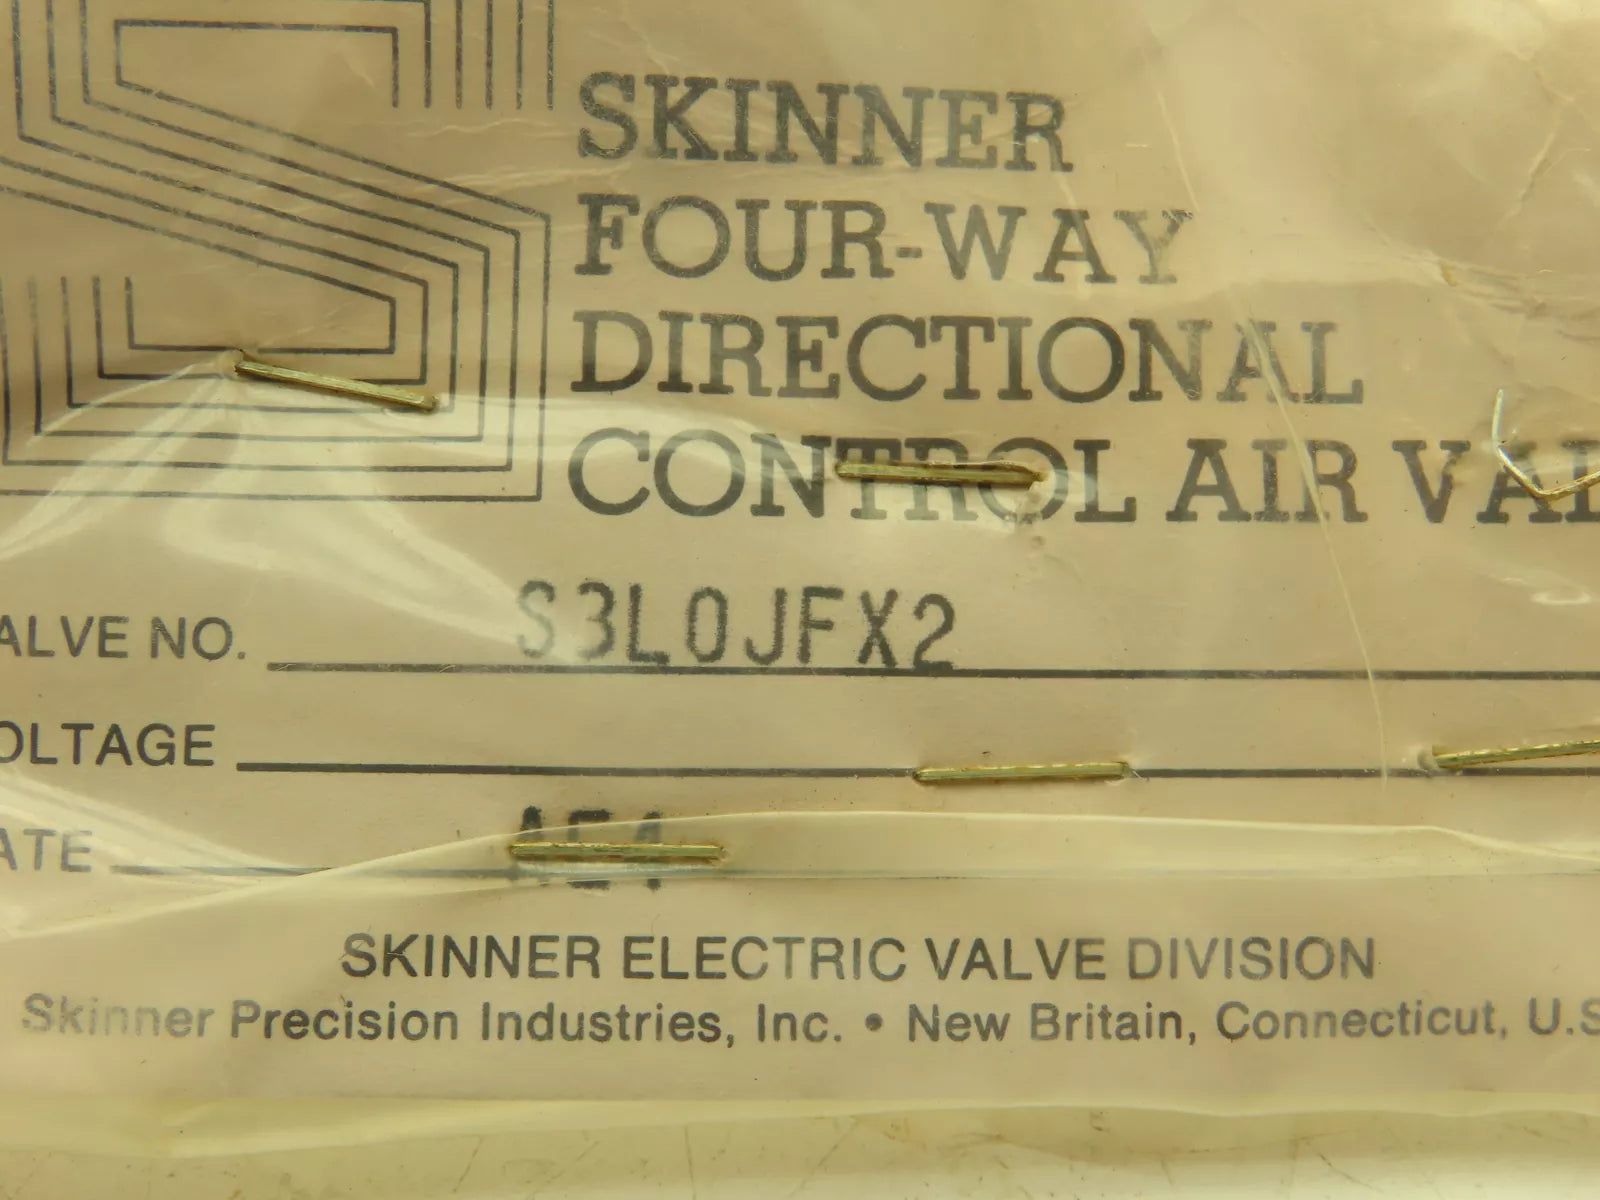 SKINNER
FOUR-WAY
DIRECTIONAL
CONTROL AIR VAL
ALVE NO. S3L0JFX2
OLTAGE
ATE
SKINNER ELECTRIC VALVE DIVISION
Skinner Precision Industries, Inc. • New Britain, Connecticut, U.S